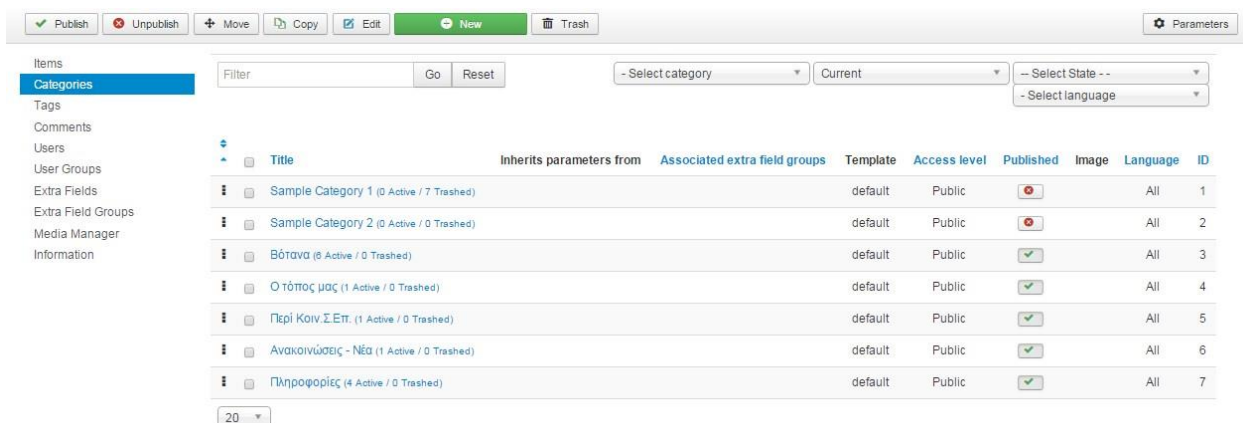 Publish Unpublish Move Copy Edit New Trash Parameters
Items
Categories
Tags
Comments
Users
User Groups
Extra Fields
Extra Field Groups
Media Manager
Information
Filter Go Reset - Select category Current -- Select State - -
- Select language
Title Inherits parameters from Associated extra field groups Template Access level Published Image Language ID
Sample Category 1 (0 Active / 7 Trashed) default Public All 1
Sample Category 2 (0 Active / 0 Trashed) default Public All 2
Βότανα (6 Active / 0 Trashed) default Public All 3
Ο τόπος μας (1 Active / 0 Trashed) default Public All 4
Περί Κοιν.Σ.Επ. (1 Active / 0 Trashed) default Public All 5
Ανακοινώσεις - Νέα (1 Active / 0 Trashed) default Public All 6
Πληροφορίες (4 Active / 0 Trashed) default Public All 7
20